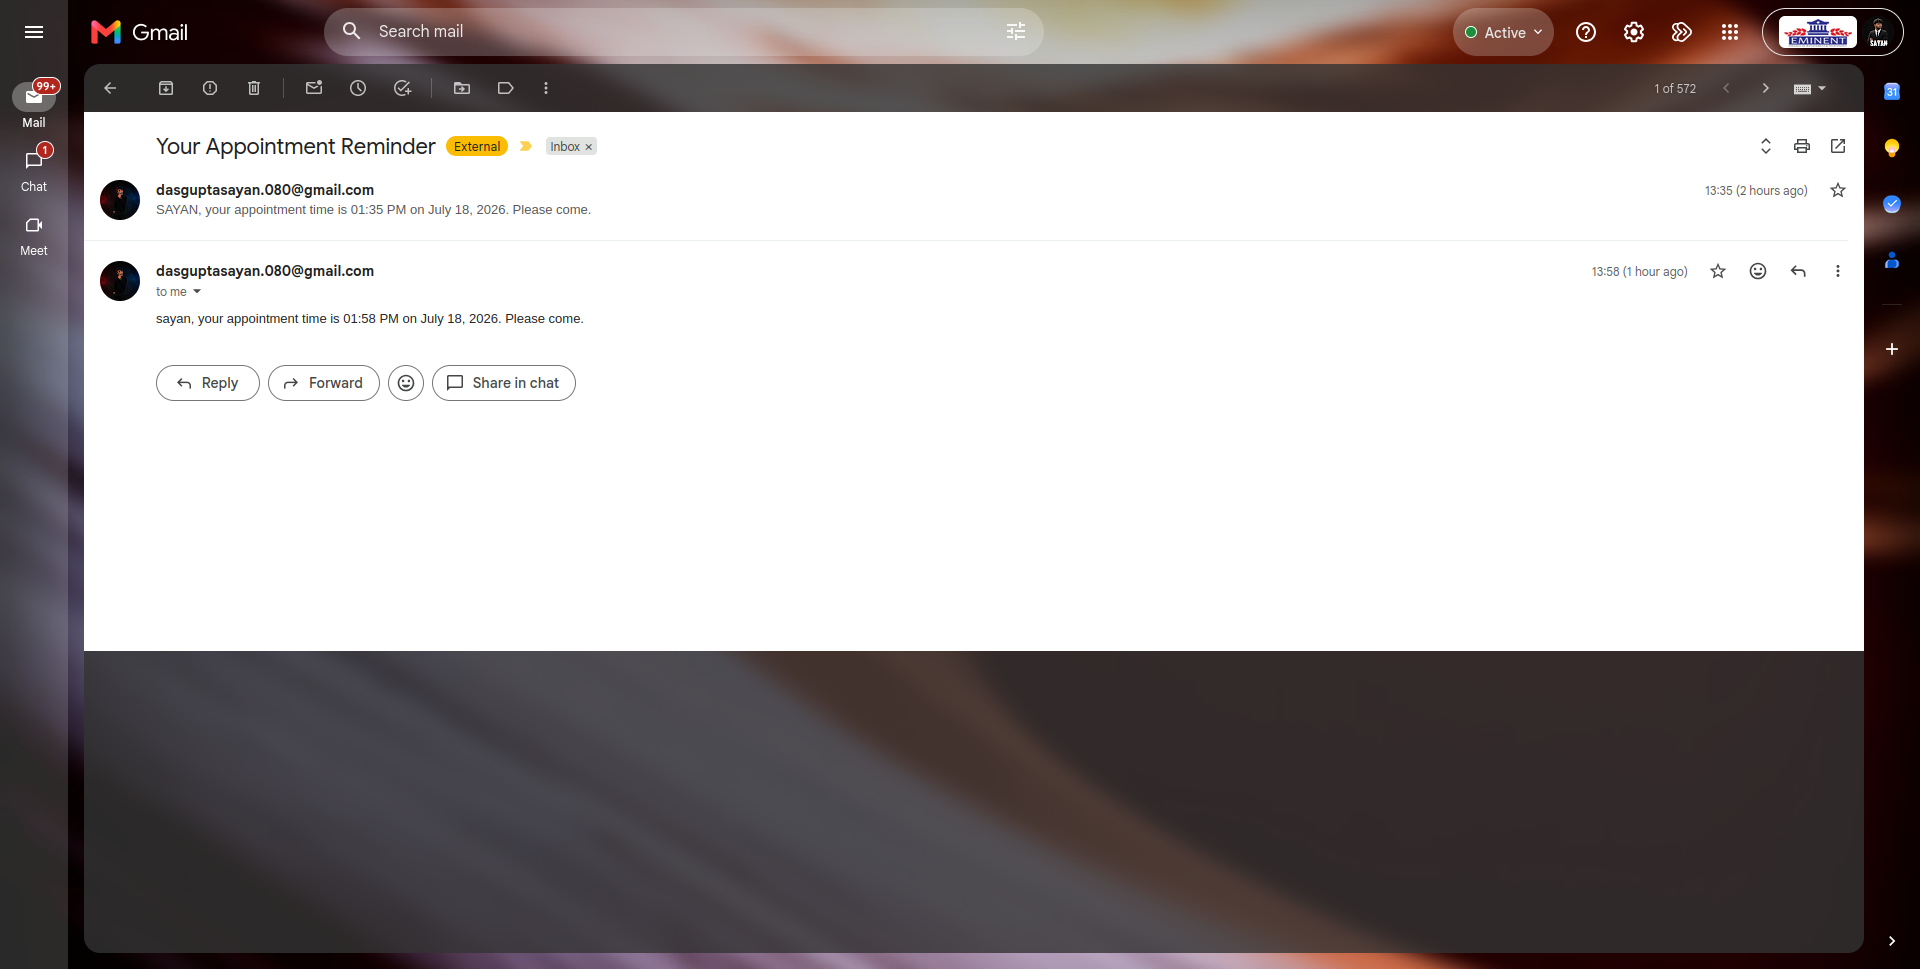 Gmail
Search mail
Active
EMINENT
SAYAN
99+
Mail
1
Chat
Meet
1 of 572
31
Your Appointment Reminder External Inbox ×
dasguptasayan.080@gmail.com 13:35 (2 hours ago)
SAYAN, your appointment time is 01:35 PM on July 18, 2026. Please come.
dasguptasayan.080@gmail.com 13:58 (1 hour ago)
to me
sayan, your appointment time is 01:58 PM on July 18, 2026. Please come.
Reply Forward Share in chat